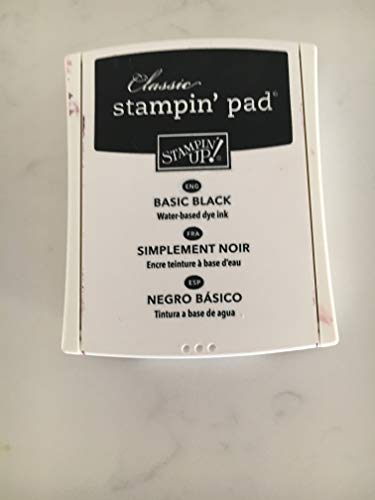 Classic
stampin' pad®
STAMPIN'
UP!®
ENG
BASIC BLACK
Water-based dye ink
FRA
SIMPLEMENT NOIR
Encre teinture à base d'eau
ESP
NEGRO BÁSICO
Tintura a base de agua